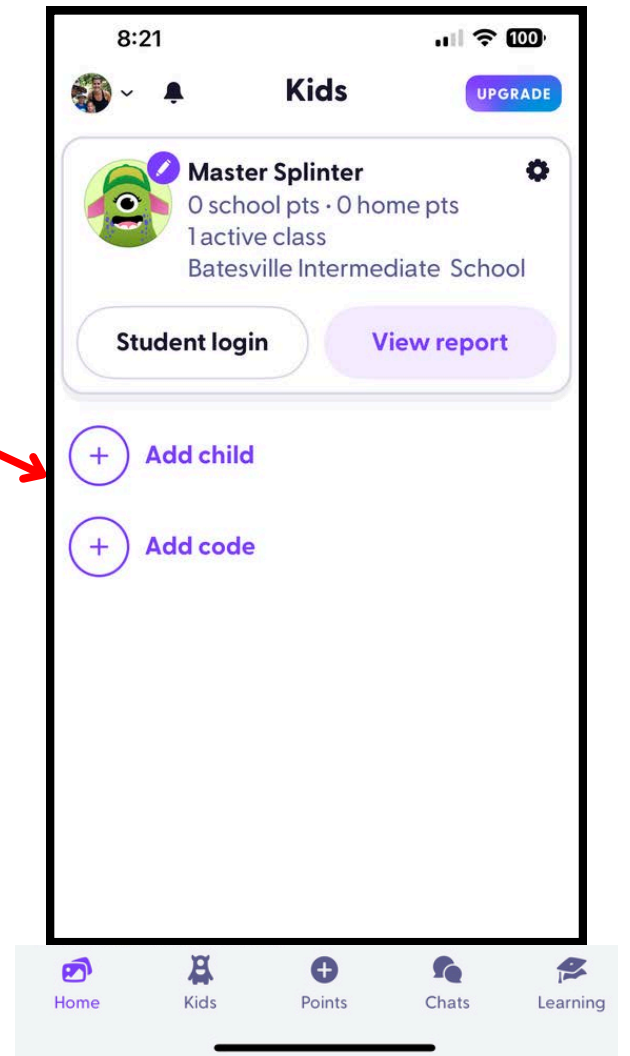 8:21 100
Kids UPGRADE
Master Splinter
0 school pts · 0 home pts
1 active class
Batesville Intermediate School
Student login View report
+ Add child
+ Add code
Home Kids Points Chats Learning